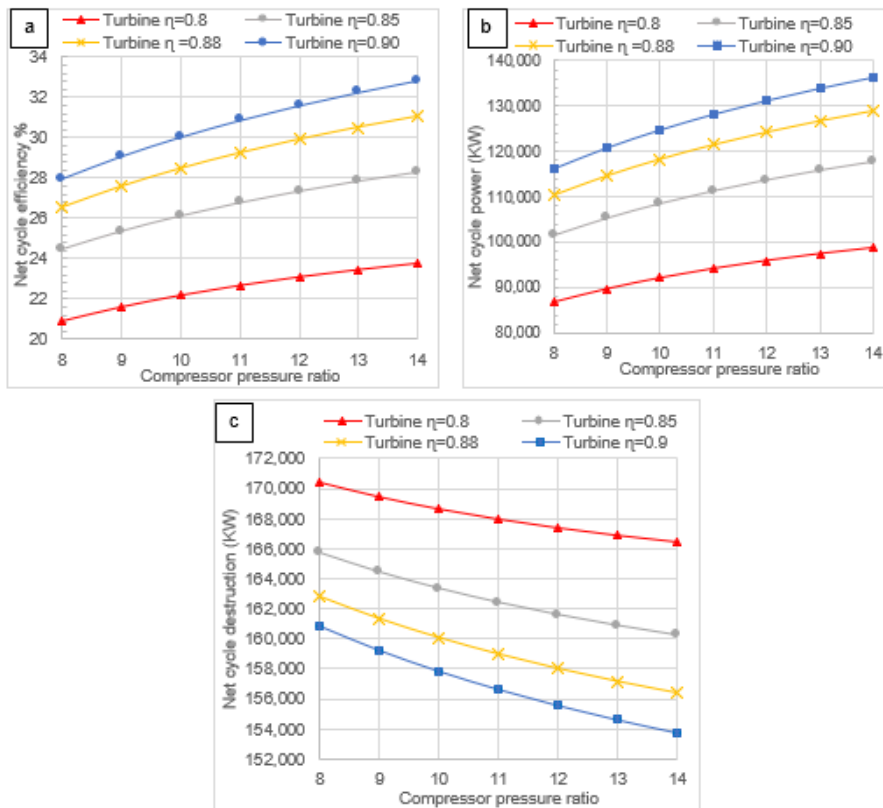 a
Turbine η=0.8
Turbine η=0.85
Turbine η =0.88
Turbine η=0.90
Net cycle efficiency %
34
32
30
28
26
24
22
20
8 9 10 11 12 13 14
Compressor pressure ratio
b
Turbine η=0.8
Turbine η=0.85
Turbine η=0.88
Turbine η=0.90
Net cycle power (KW)
140,000
130,000
120,000
110,000
100,000
90,000
80,000
8 9 10 11 12 13 14
Compressor pressure ratio
c
Turbine η=0.8
Turbine η=0.85
Turbine η=0.88
Turbine η=0.9
Net cycle destruction (KW)
172,000
170,000
168,000
166,000
164,000
162,000
160,000
158,000
156,000
154,000
152,000
8 9 10 11 12 13 14
Compressor pressure ratio